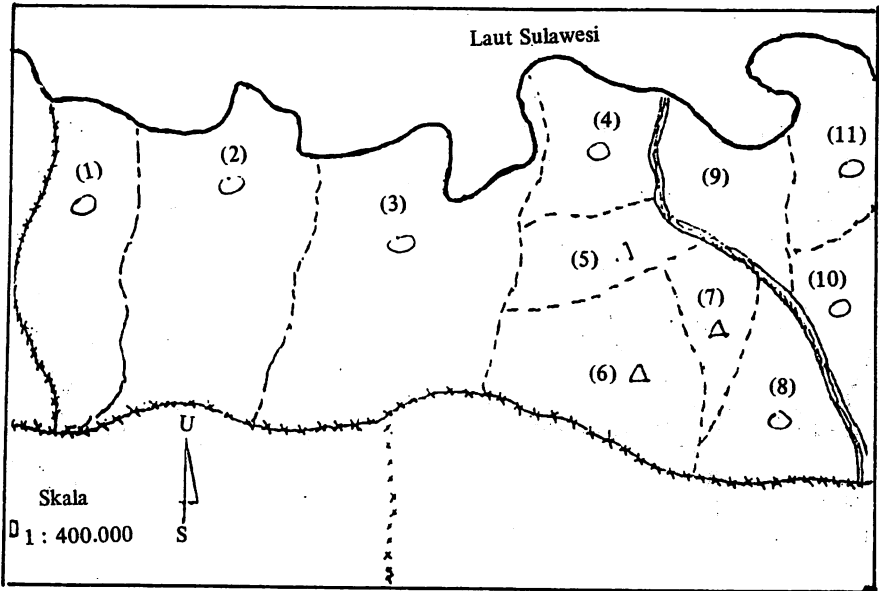 Laut Sulawesi
(1)
(2)
(3)
(4)
(5)
(6)
(7)
(8)
(9)
(10)
(11)
U
S
Skala
1 : 400.000